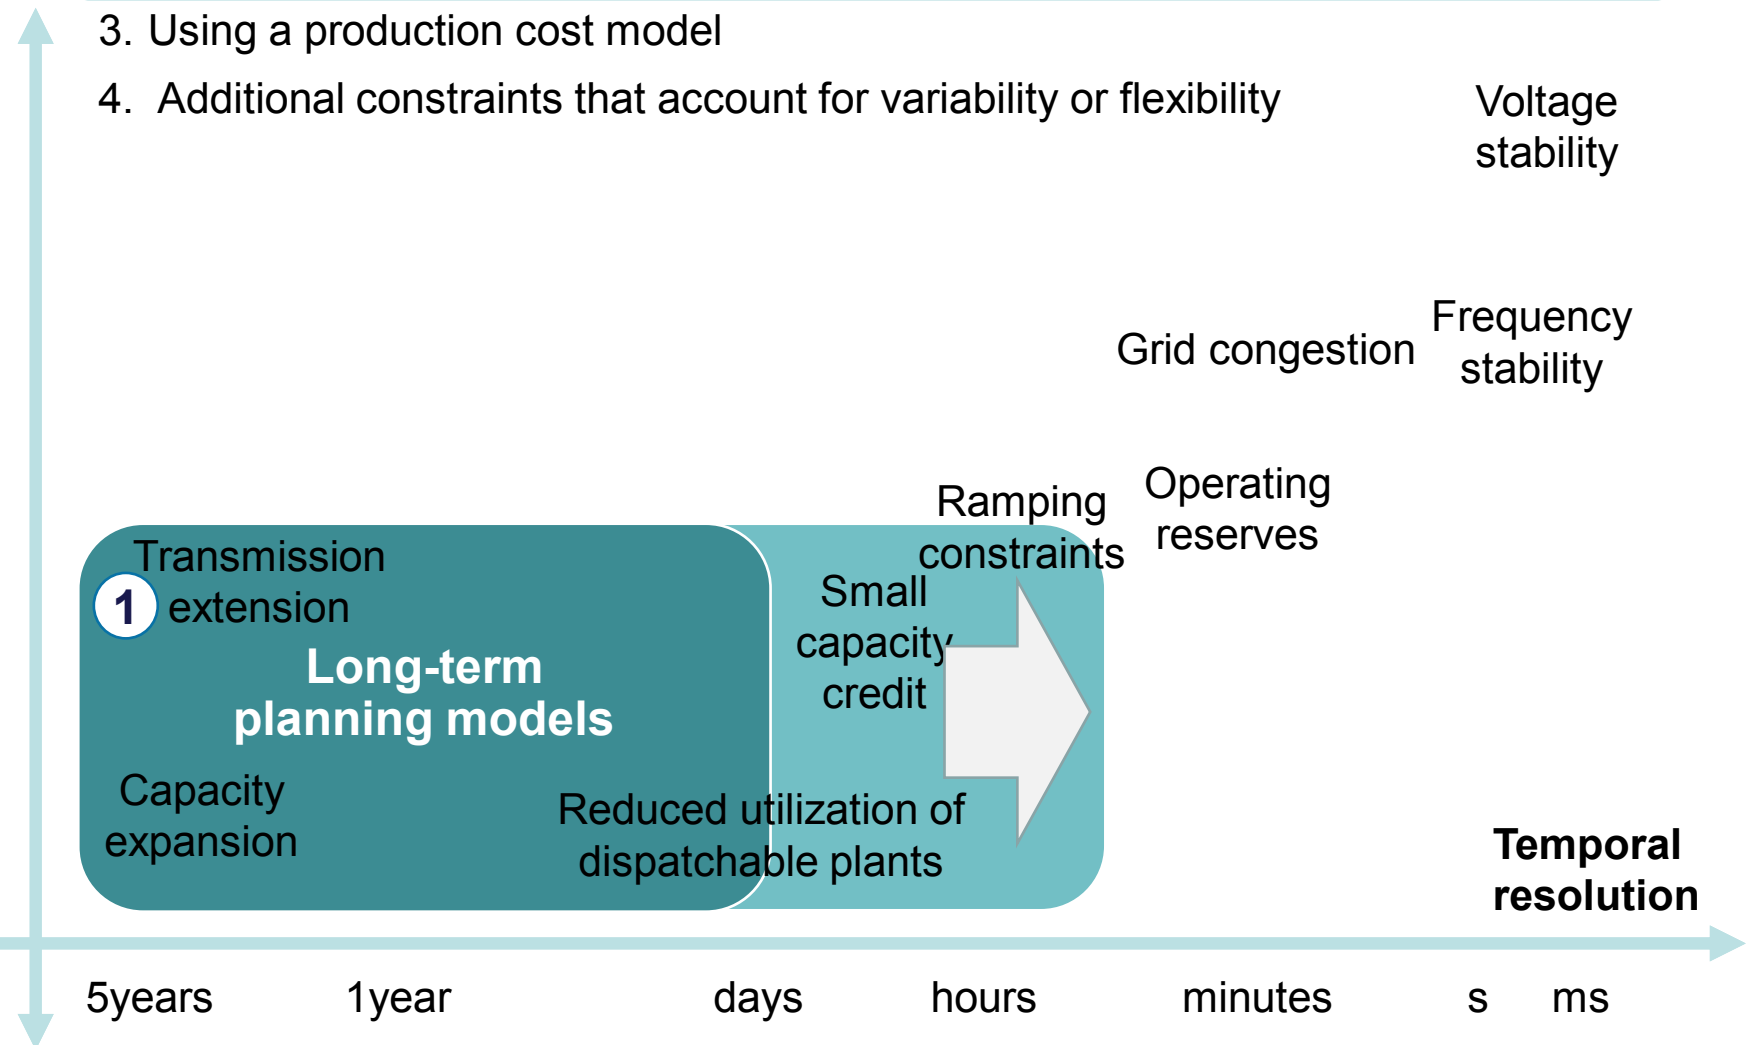 3. Using a production cost model
4. Additional constraints that account for variability or flexibility
Voltage
stability
Frequency
stability
Grid congestion
Operating
reserves
Ramping
constraints
Transmission
extension
1
Small
capacity
credit
Long-term
planning models
Capacity
expansion
Reduced utilization of
dispatchable plants
Temporal
resolution
5years 1year days hours minutes s ms